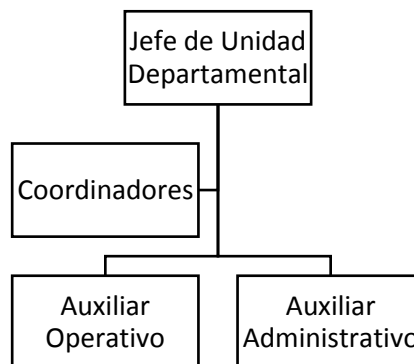 Jefe de Unidad
Departamental
Coordinadores
Auxiliar
Operativo
Auxiliar
Administrativo